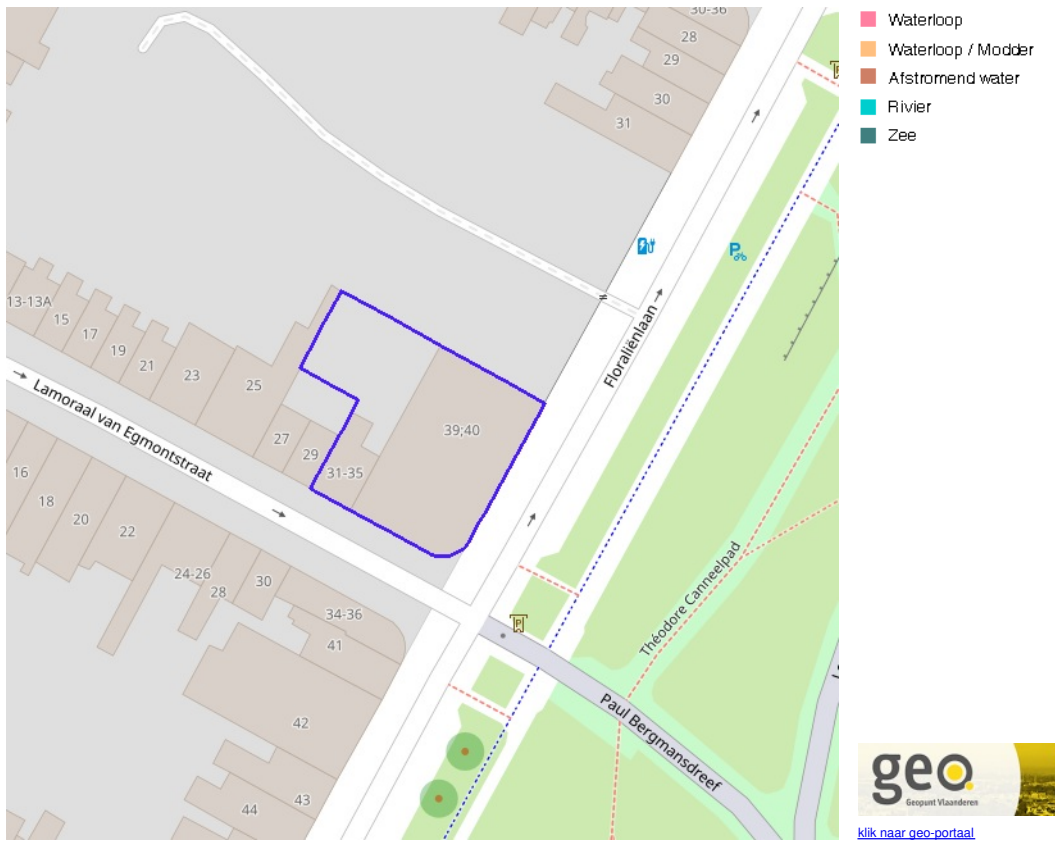 30-36
28
29
30
31
13-13A
15
17
19
21
23
25
27
29
31-35
39;40
Floraliënlaan
Lamoraal van Egmontstraat
16
18
20
22
24-26
28
30
34-36
41
42
43
44
P
P
Théodore Canneelpad
Paul Bergmansdreef
Waterloop
Waterloop / Modder
Afstromend water
Rivier
Zee
geo.
Geopunt Vlaanderen
klik naar geo-portaal